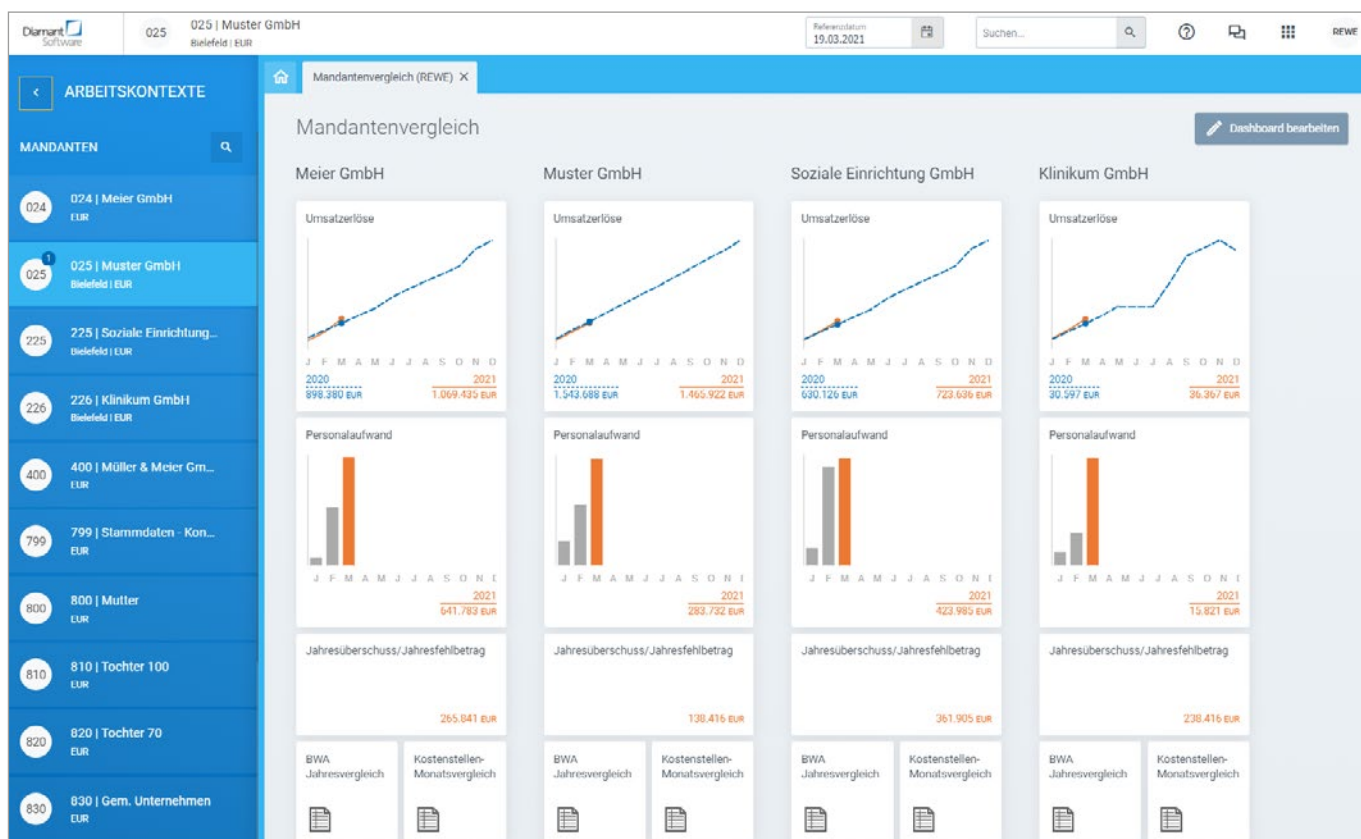 Diamant Software
025
025 | Muster GmbH
Bielefeld | EUR
Referenzdatum
19.03.2021
Suchen...
REWE
ARBEITSKONTEXTE
Mandantenvergleich (REWE)
MANDANTEN
024
024 | Meier GmbH
EUR
025
1
025 | Muster GmbH
Bielefeld | EUR
225
225 | Soziale Einrichtung...
Bielefeld | EUR
226
226 | Klinikum GmbH
Bielefeld | EUR
400
400 | Müller & Meier Gm...
EUR
799
799 | Stammdaten - Kon...
EUR
800
800 | Mutter
EUR
810
810 | Tochter 100
EUR
820
820 | Tochter 70
EUR
830
830 | Gem. Unternehmen
EUR
Mandantenvergleich
Dashboard bearbeiten
Meier GmbH
Umsatzerlöse
J F M A M J J A S O N D
2020 2021
898.380 EUR 1.069.435 EUR
Personalaufwand
J F M A M J J A S O N D
2021
641.783 EUR
Jahresüberschuss/Jahresfehlbetrag
265.841 EUR
BWA
Jahresvergleich
Kostenstellen-
Monatsvergleich
Muster GmbH
Umsatzerlöse
J F M A M J J A S O N D
2020 2021
1.543.688 EUR 1.465.922 EUR
Personalaufwand
J F M A M J J A S O N D
2021
283.732 EUR
Jahresüberschuss/Jahresfehlbetrag
138.416 EUR
BWA
Jahresvergleich
Kostenstellen-
Monatsvergleich
Soziale Einrichtung GmbH
Umsatzerlöse
J F M A M J J A S O N D
2020 2021
630.126 EUR 723.636 EUR
Personalaufwand
J F M A M J J A S O N D
2021
423.985 EUR
Jahresüberschuss/Jahresfehlbetrag
361.905 EUR
BWA
Jahresvergleich
Kostenstellen-
Monatsvergleich
Klinikum GmbH
Umsatzerlöse
J F M A M J J A S O N D
2020 2021
30.597 EUR 36.367 EUR
Personalaufwand
J F M A M J J A S O N D
2021
15.821 EUR
Jahresüberschuss/Jahresfehlbetrag
238.416 EUR
BWA
Jahresvergleich
Kostenstellen-
Monatsvergleich